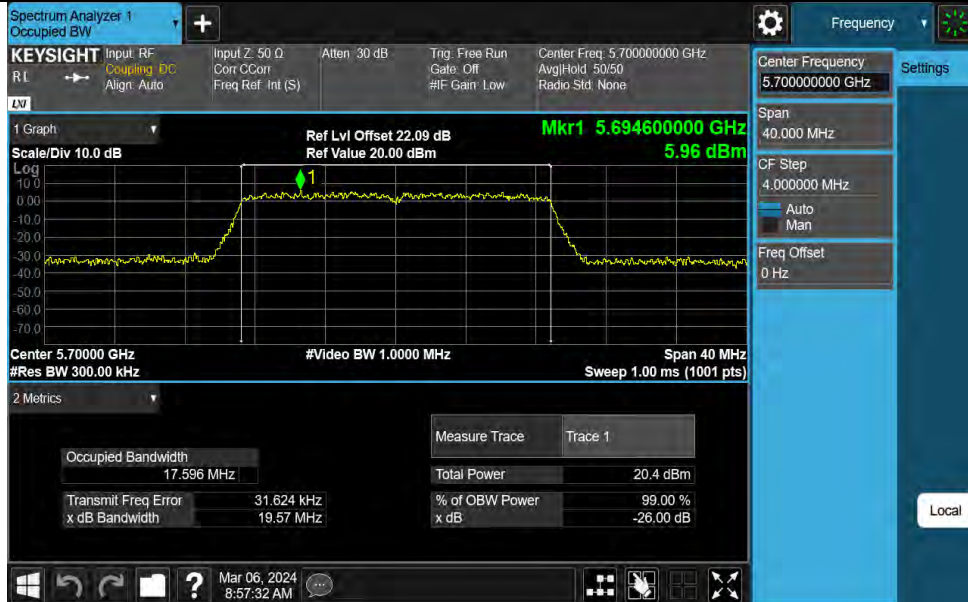 Spectrum Analyzer 1
Occupied BW
Frequency
KEYSIGHT
Input: RF
Coupling: DC
Align: Auto
Input Z: 50 Ω
Corr CCorr
Freq Ref: Int (S)
Atten: 30 dB
Trig: Free Run
Gate: Off
#IF Gain: Low
Center Freq: 5.700000000 GHz
Avg|Hold: 50/50
Radio Std: None
LXI
Center Frequency
5.700000000 GHz
Settings
Span
40.000 MHz
CF Step
4.000000 MHz
Auto
Man
Freq Offset
0 Hz
1 Graph
Scale/Div 10.0 dB
Ref Lvl Offset 22.09 dB
Ref Value 20.00 dBm
Mkr1 5.694600000 GHz
5.96 dBm
Log
10.0
0.00
-10.0
-20.0
-30.0
-40.0
-50.0
-60.0
-70.0
1
Center 5.70000 GHz
#Video BW 1.0000 MHz
Span 40 MHz
#Res BW 300.00 kHz
Sweep 1.00 ms (1001 pts)
2 Metrics
Measure Trace
Trace 1
Occupied Bandwidth
17.596 MHz
Total Power
20.4 dBm
Transmit Freq Error
31.624 kHz
% of OBW Power
99.00 %
x dB Bandwidth
19.57 MHz
x dB
-26.00 dB
Local
Mar 06, 2024
8:57:32 AM